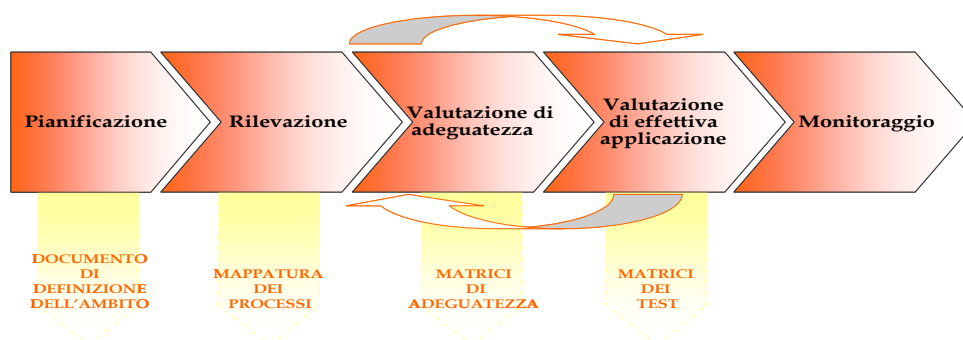 Pianificazione
Rilevazione
Valutazione di
adeguatezza
Valutazione
di effettiva
applicazione
Monitoraggio
DOCUMENTO
DI
DEFINIZIONE
DELL'AMBITO
MAPPATURA
DEI
PROCESSI
MATRICI
DI
ADEGUATEZZA
MATRICI
DEI
TEST